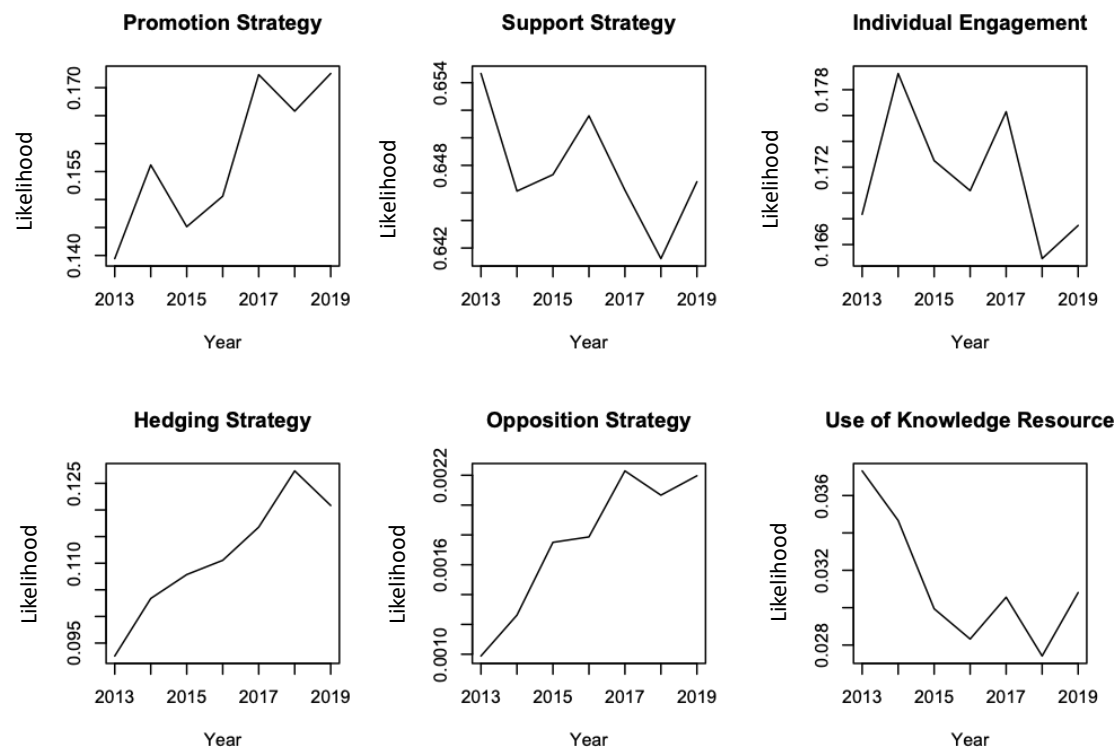 Promotion Strategy
Likelihood
0.170
0.155
0.140
2013 2015 2017 2019
Year
Support Strategy
Likelihood
0.654
0.648
0.642
2013 2015 2017 2019
Year
Individual Engagement
Likelihood
0.178
0.172
0.166
2013 2015 2017 2019
Year
Hedging Strategy
Likelihood
0.125
0.110
0.095
2013 2015 2017 2019
Year
Opposition Strategy
Likelihood
0.0022
0.0016
0.0010
2013 2015 2017 2019
Year
Use of Knowledge Resource
Likelihood
0.036
0.032
0.028
2013 2015 2017 2019
Year